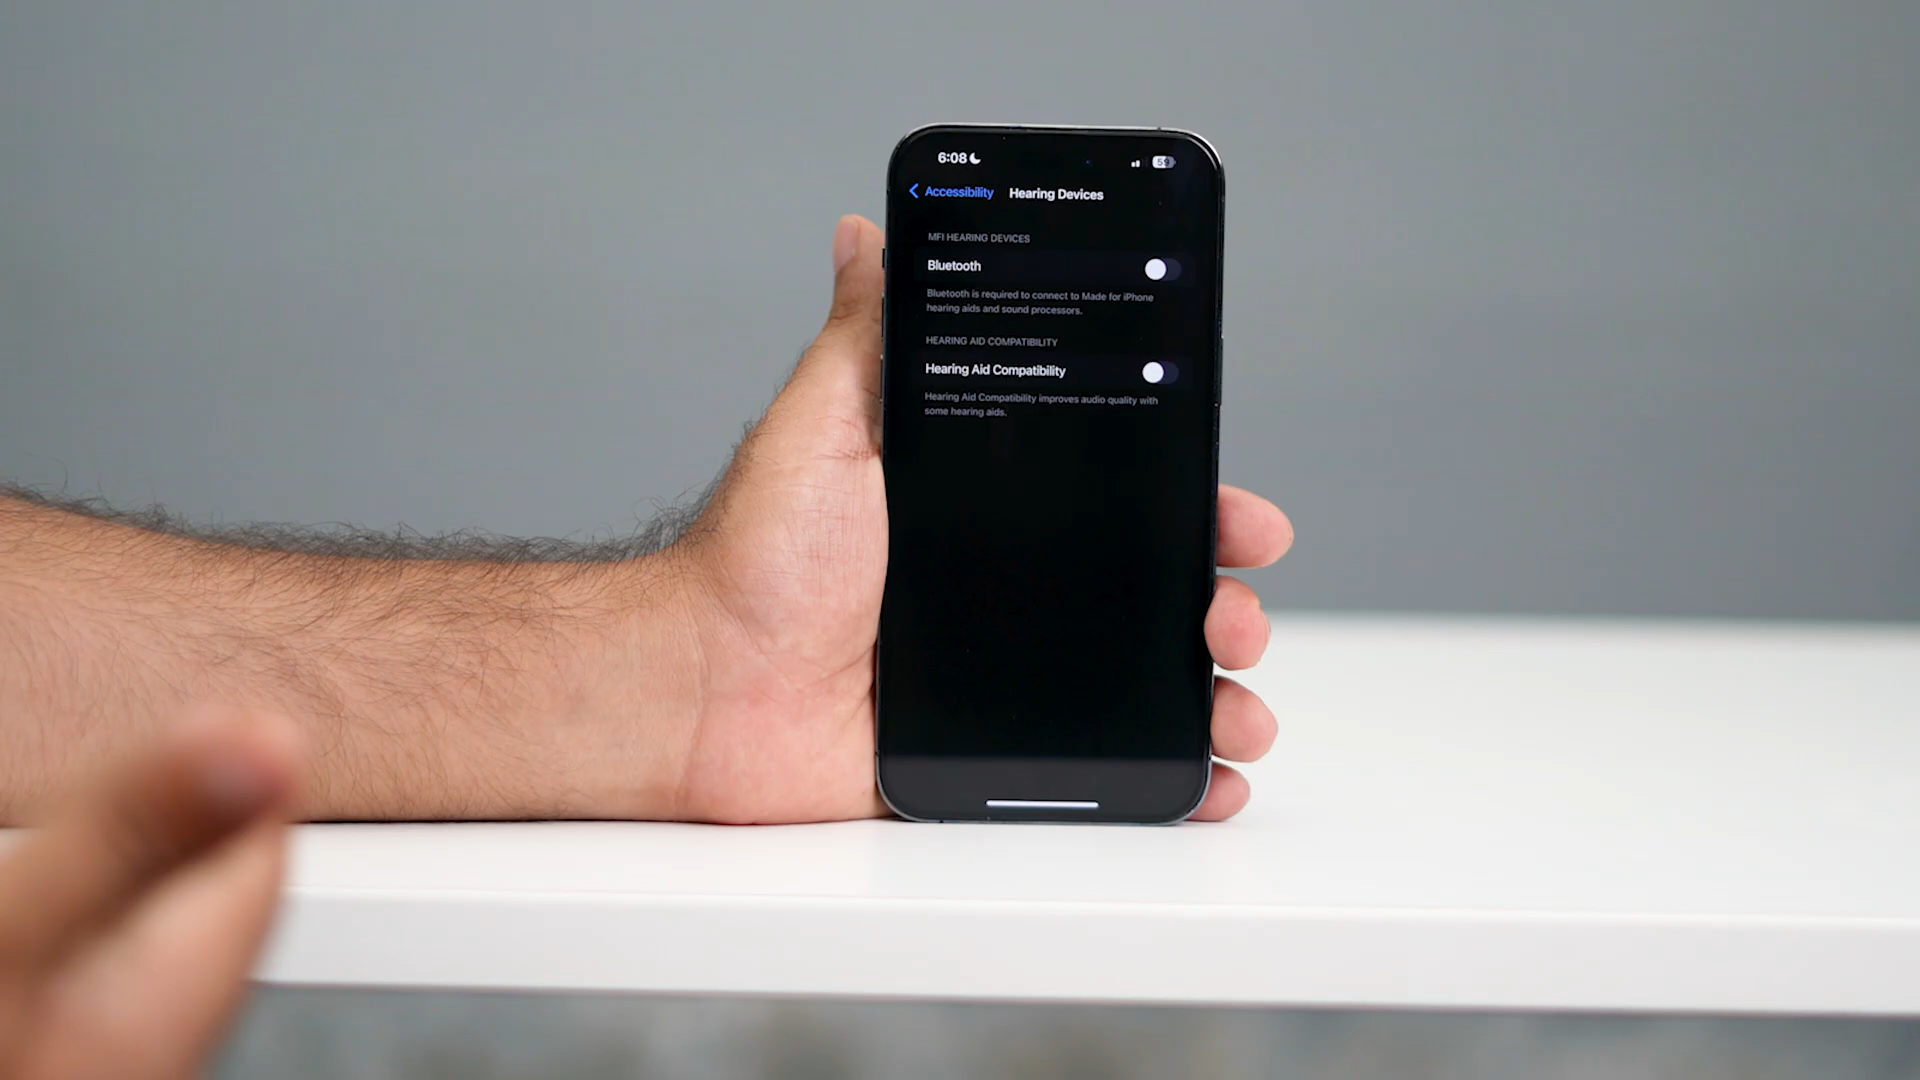 6:08
59
Accessibility
Hearing Devices
MFI HEARING DEVICES
Bluetooth
Bluetooth is required to connect to Made for iPhone
hearing aids and sound processors.
HEARING AID COMPATIBILITY
Hearing Aid Compatibility
Hearing Aid Compatibility improves audio quality with
some hearing aids.